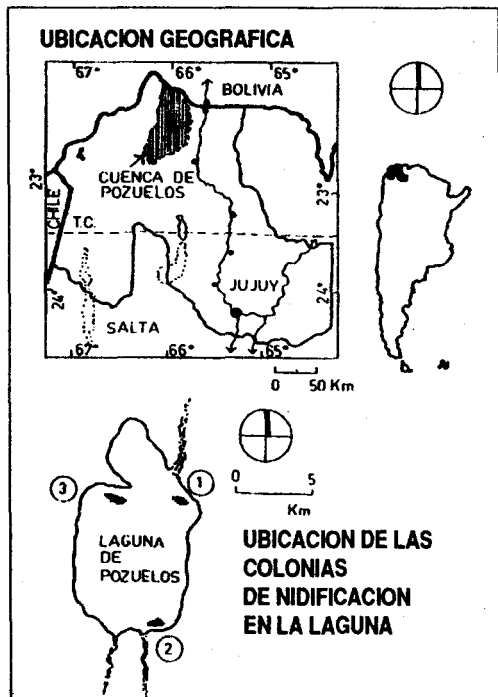 UBICACION GEOGRAFICA
67° 66° 65°
BOLIVIA
CUENCA DE
POZUELOS
23° 23°
CHILE
T.C.
JUJUY
24° 24°
SALTA
67° 66° 65°
0 50 Km
3 1
0 5
Km
LAGUNA
DE
POZUELOS
2
UBICACION DE LAS
COLONIAS
DE NIDIFICACION
EN LA LAGUNA